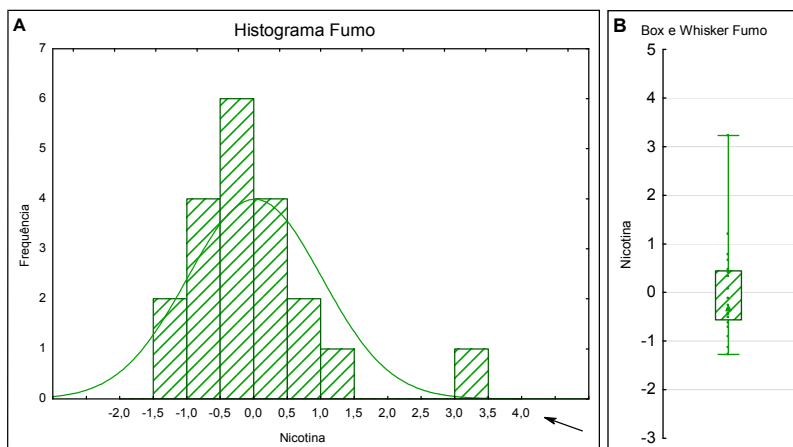 A
Histograma Fumo
7
6
5
4
3
2
1
0
Frequência
-2,0 -1,5 -1,0 -0,5 0,0 0,5 1,0 1,5 2,0 2,5 3,0 3,5 4,0
Nicotina
B
Box e Whisker Fumo
5
4
3
2
1
0
-1
-2
-3
Nicotina